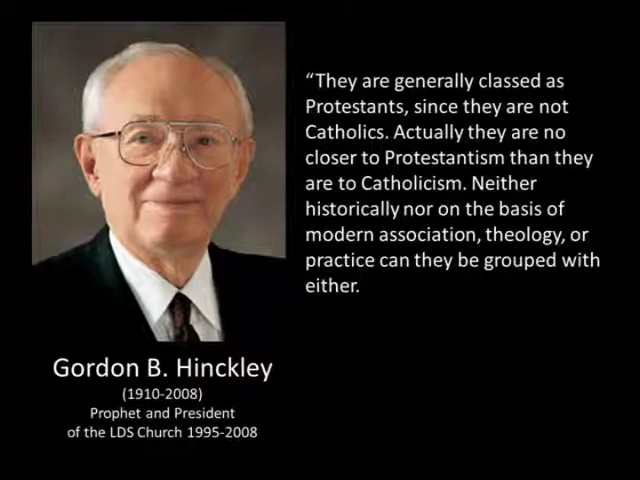 “They are generally classed as
Protestants, since they are not
Catholics. Actually they are no
closer to Protestantism than they
are to Catholicism. Neither
historically nor on the basis of
modern association, theology, or
practice can they be grouped with
either.
Gordon B. Hinckley
(1910-2008)
Prophet and President
of the LDS Church 1995-2008